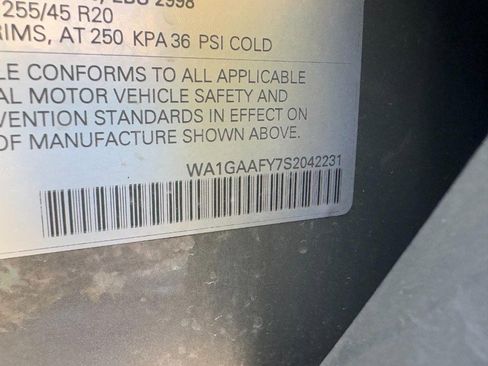 2998
255/45 R20
RIMS, AT 250 KPA 36 PSI COLD
LE CONFORMS TO ALL APPLICABLE
AL MOTOR VEHICLE SAFETY AND
VENTION STANDARDS IN EFFECT ON
OF MANUFACTURE SHOWN ABOVE.
WA1GAAFY7S2042231